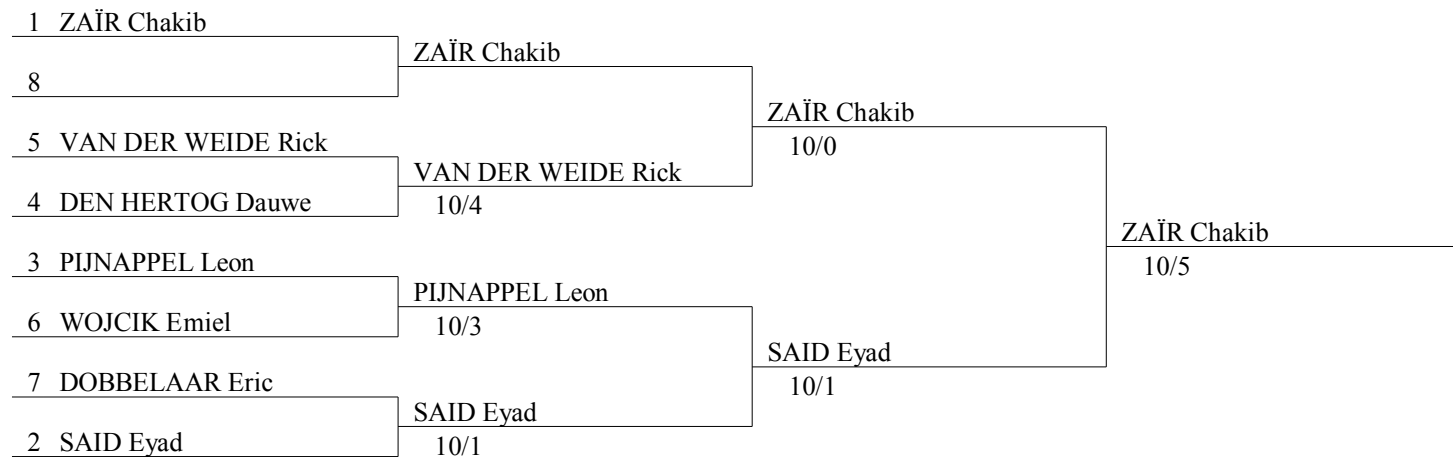 1 ZAÏR Chakib
8
5 VAN DER WEIDE Rick
4 DEN HERTOG Dauwe
3 PIJNAPPEL Leon
6 WOJCIK Emiel
7 DOBBELAAR Eric
2 SAID Eyad
ZAÏR Chakib
VAN DER WEIDE Rick
10/4
PIJNAPPEL Leon
10/3
SAID Eyad
10/1
ZAÏR Chakib
10/0
SAID Eyad
10/1
ZAÏR Chakib
10/5